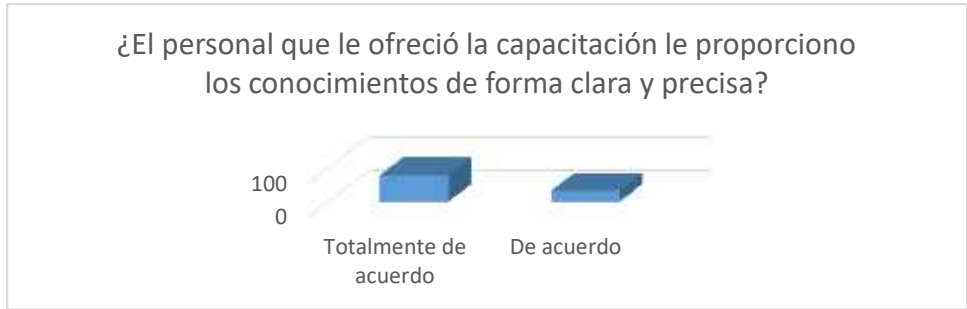 ¿El personal que le ofreció la capacitación le proporciono
los conocimientos de forma clara y precisa?
100
0
Totalmente de
acuerdo
De acuerdo